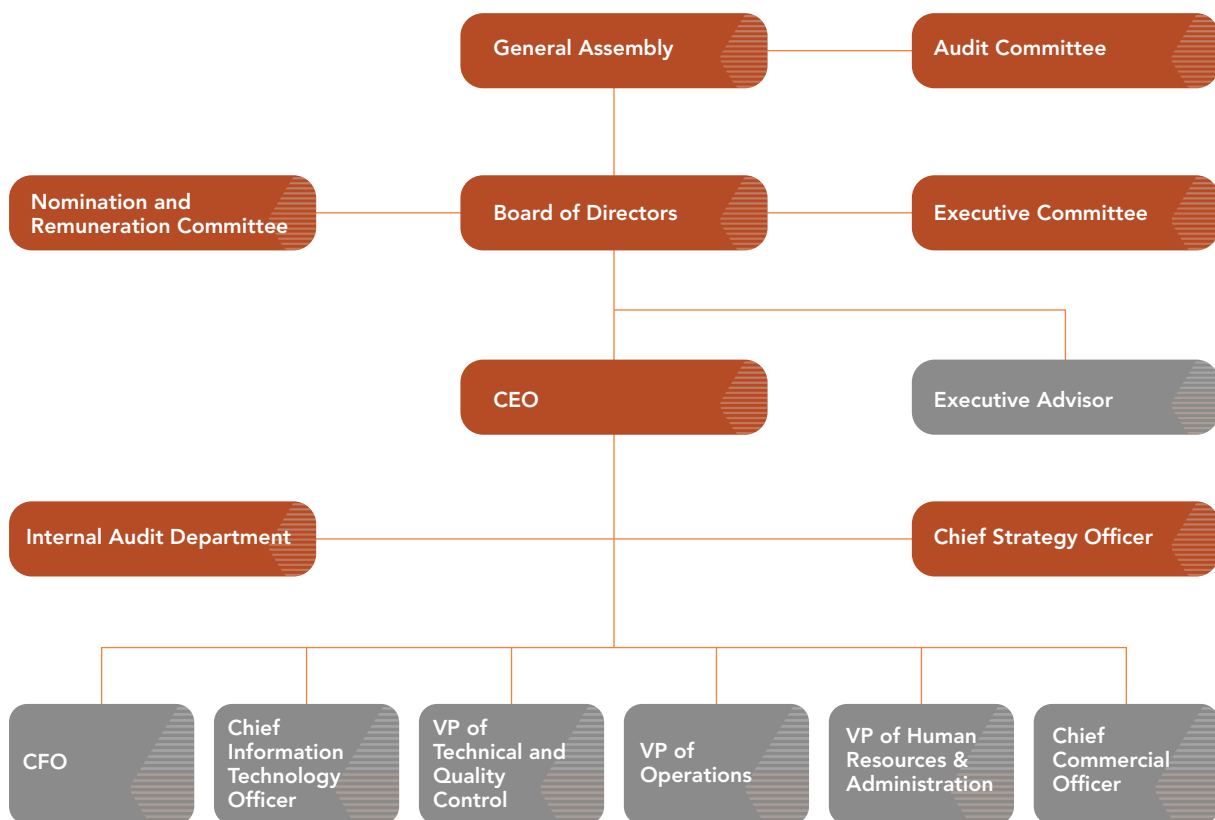 General Assembly
Audit Committee
Nomination and
Remuneration Committee
Board of Directors
Executive Committee
CEO
Executive Advisor
Internal Audit Department
Chief Strategy Officer
CFO
Chief
Information
Technology
Officer
VP of
Technical and
Quality
Control
VP of
Operations
VP of Human
Resources &
Administration
Chief
Commercial
Officer